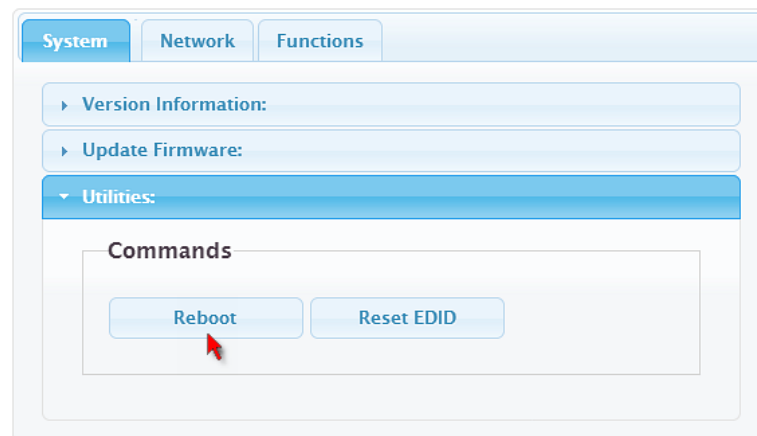 System Network Functions
Version Information:
Update Firmware:
Utilities:
Commands
Reboot Reset EDID